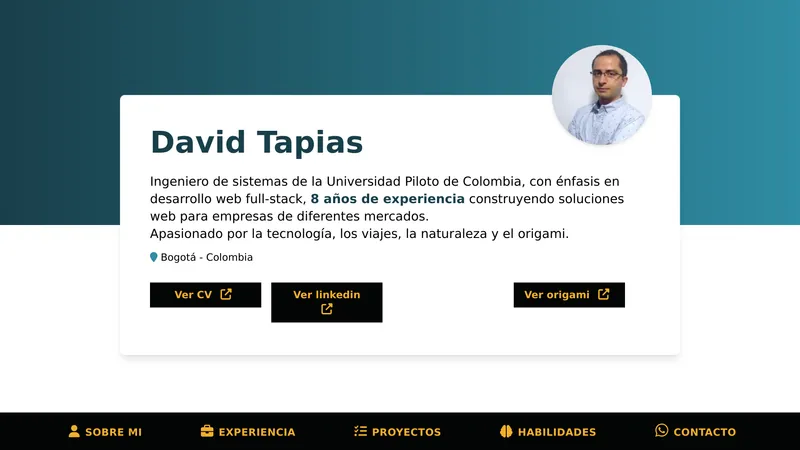 David Tapias
Ingeniero de sistemas de la Universidad Piloto de Colombia, con énfasis en
desarrollo web full-stack, 8 años de experiencia construyendo soluciones
web para empresas de diferentes mercados.
Apasionado por la tecnología, los viajes, la naturaleza y el origami.
Bogotá - Colombia
Ver CV
Ver linkedin
Ver origami
SOBRE MI
EXPERIENCIA
PROYECTOS
HABILIDADES
CONTACTO